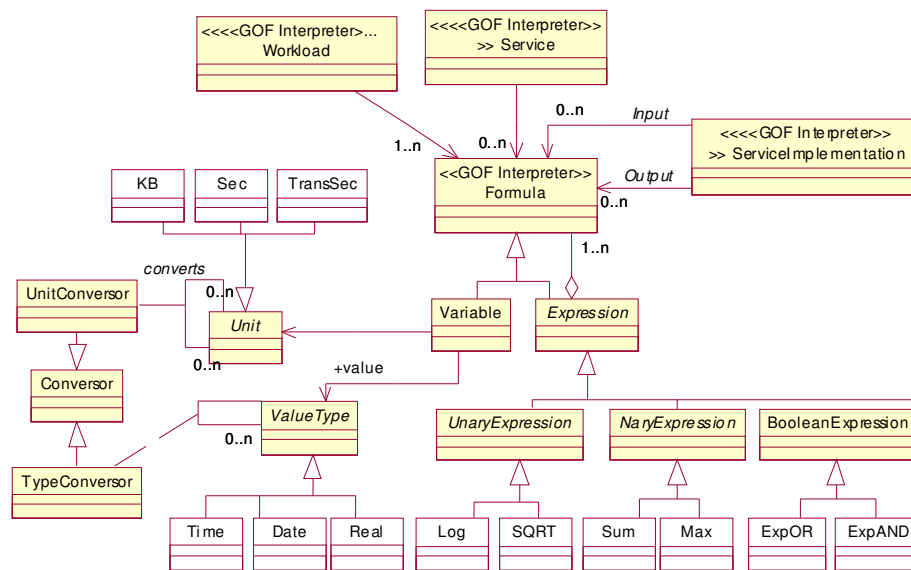 <<<<GOF Interpreter>...
Workload
<<<<GOF Interpreter>>
>> Service
0..n
Input
<<<<GOF Interpreter>>
>> ServiceImplementation
1..n
0..n
<<GOF Interpreter>>
Formula
Output
0..n
KB
Sec
TransSec
1..n
converts
UnitConversor
0..n
Unit
Variable
Expression
0..n
+value
Conversor
ValueType
0..n
UnaryExpression
NaryExpression
BooleanExpression
TypeConversor
Time
Date
Real
Log
SQRT
Sum
Max
ExpOR
ExpAND